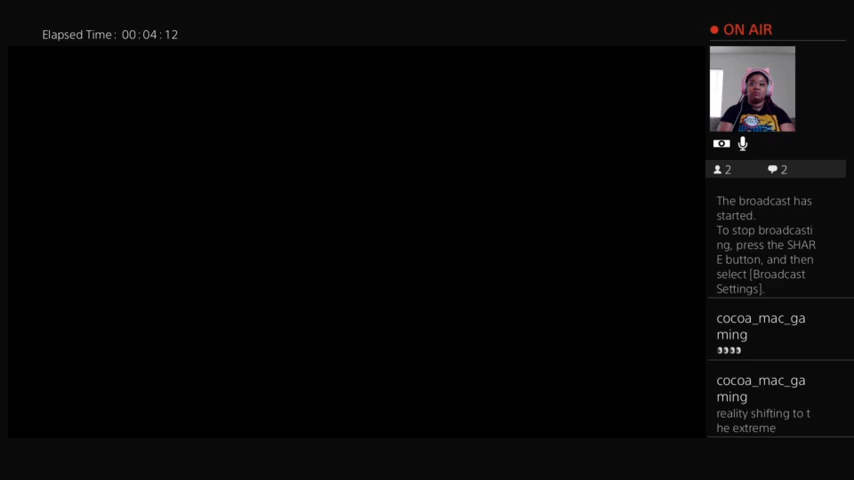 Elapsed Time: 00:04:12
ON AIR
2 2
The broadcast has
started.
To stop broadcasti
ng, press the SHAR
E button, and then
select [Broadcast
Settings].
cocoa_mac_ga
ming
👀👀
cocoa_mac_ga
ming
reality shifting to t
he extreme